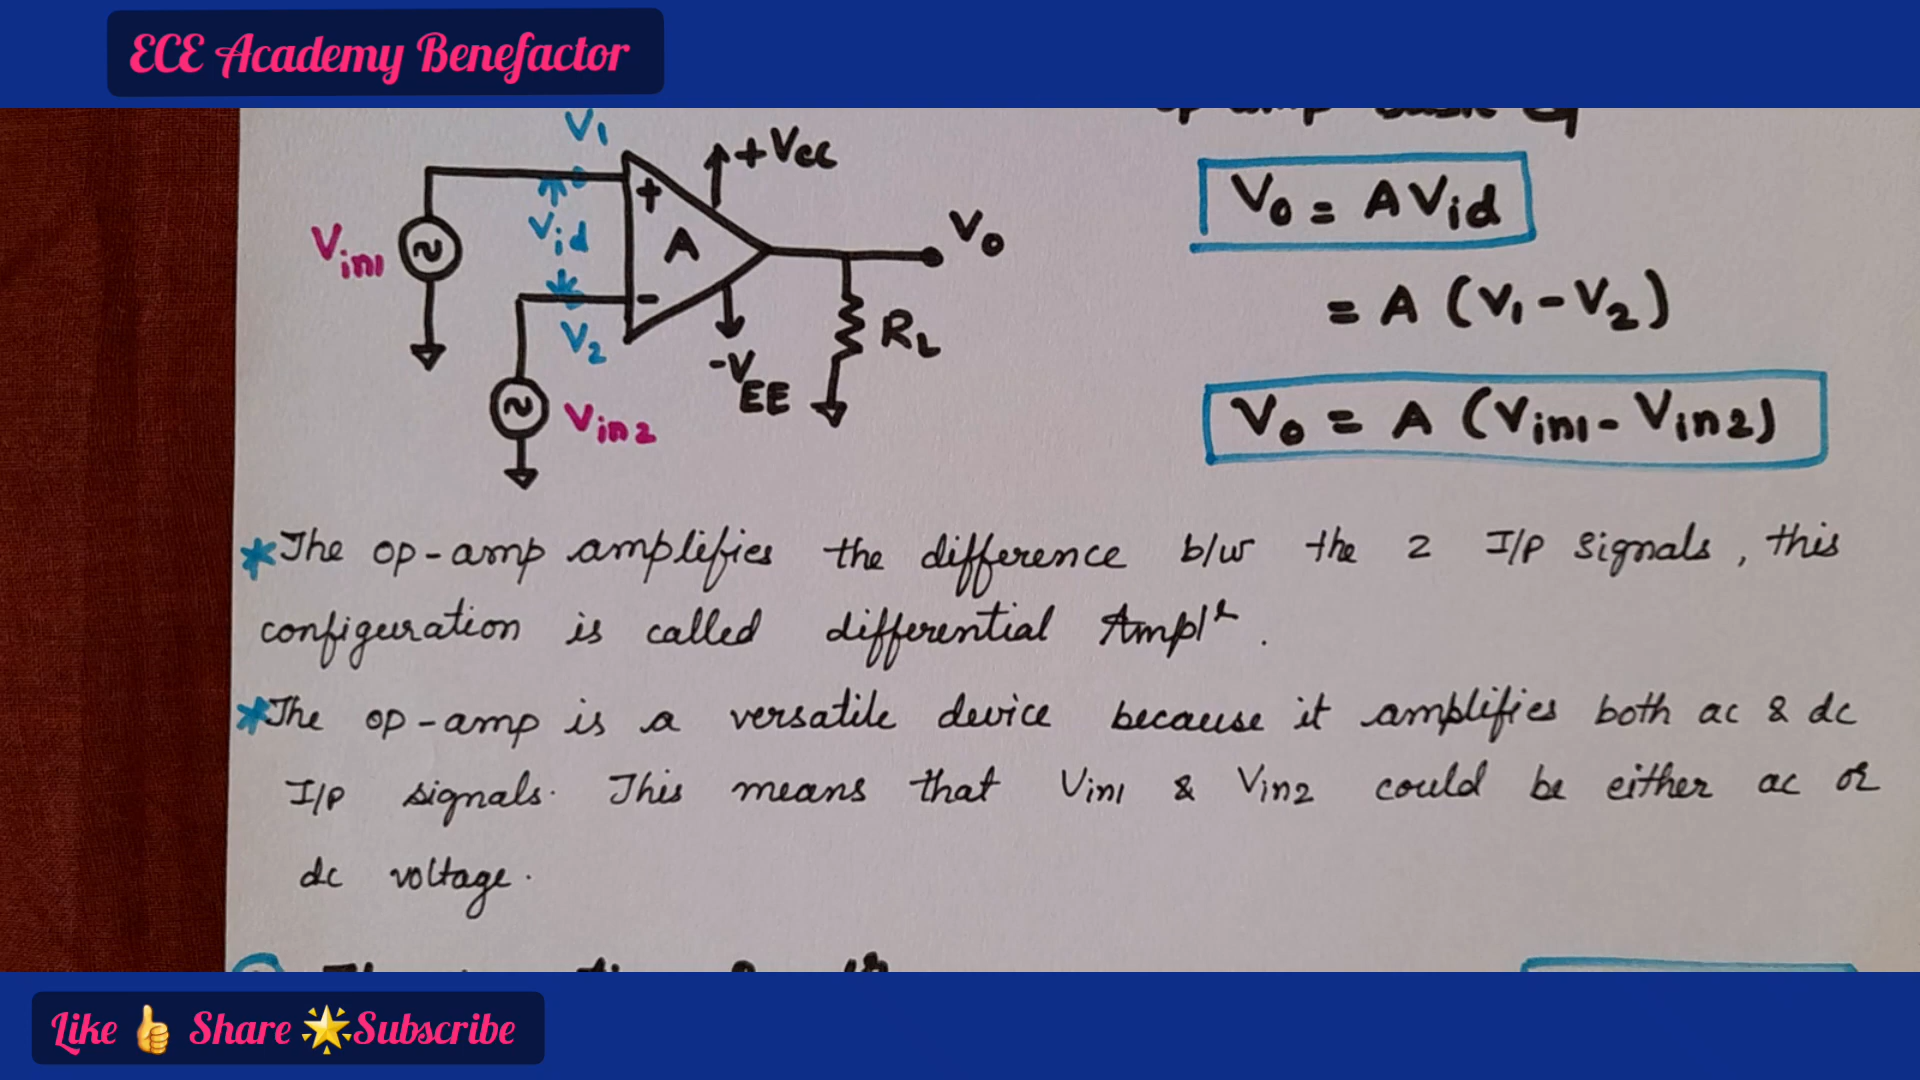 ECE Academy Benefactor
V1
+Vcc
Vo = AVid
+
Vid
Vin1
A
Vo
= A (V1 - V2)
-
RL
V2
-VEE
Vo = A (Vin1 - Vin2)
Vin2
*The op-amp amplifies the difference b/w the 2 I/p signals, this
configuration is called differential Amplr.
*The op-amp is a versatile device because it amplifies both ac & dc
I/p signals. This means that Vin1 & Vin2 could be either ac or
dc voltage.
Like 👍 Share 🌟Subscribe